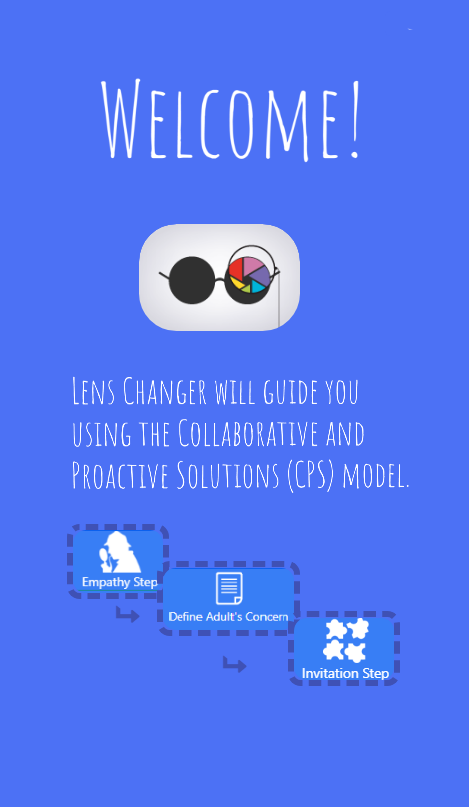 Welcome!
Lens Changer will guide you
using the Collaborative and
Proactive Solutions (CPS) model.
Empathy Step
Define Adult's Concern
Invitation Step